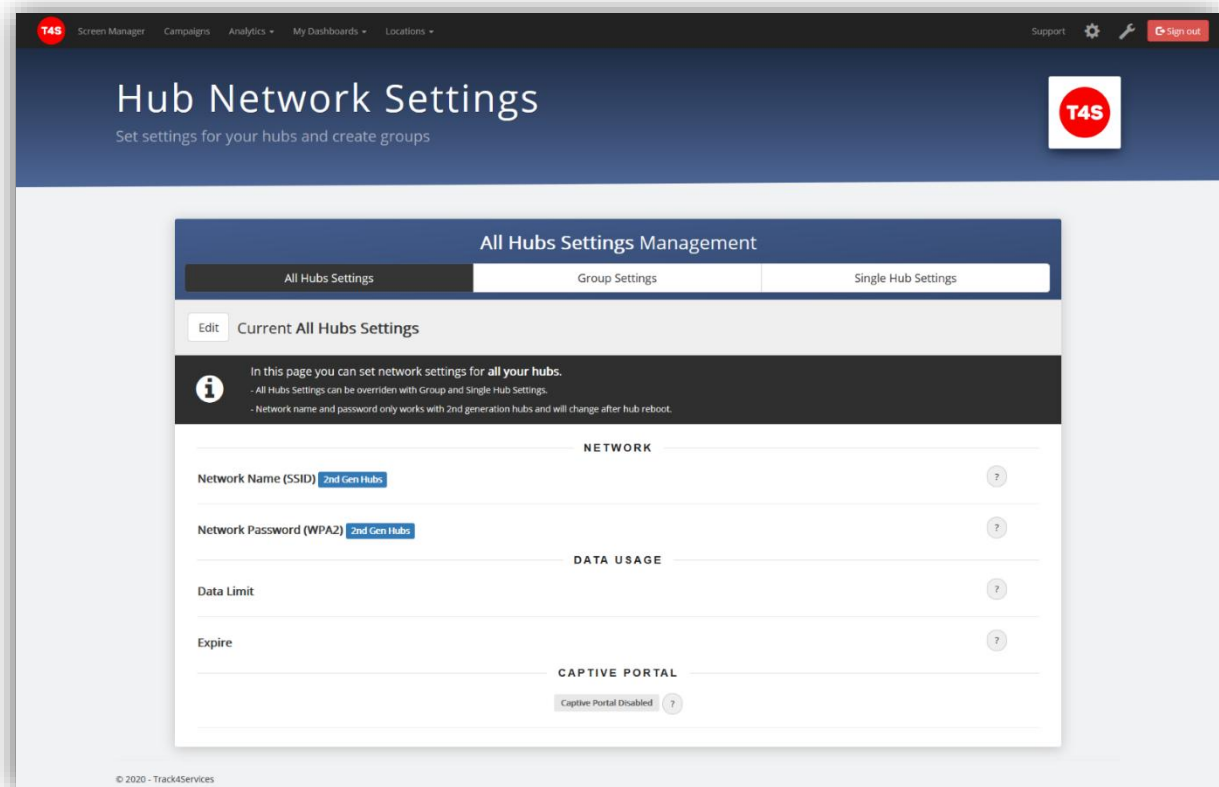 T4S Screen Manager Campaigns Analytics My Dashboards Locations Support Sign out
Hub Network Settings
Set settings for your hubs and create groups
T4S
All Hubs Settings Management
All Hubs Settings Group Settings Single Hub Settings
Edit Current All Hubs Settings
In this page you can set network settings for all your hubs.
- All Hubs Settings can be overriden with Group and Single Hub Settings.
- Network name and password only works with 2nd generation hubs and will change after hub reboot.
NETWORK
Network Name (SSID) 2nd Gen Hubs ?
Network Password (WPA2) 2nd Gen Hubs ?
DATA USAGE
Data Limit ?
Expire ?
CAPTIVE PORTAL
Captive Portal Disabled ?
© 2020 - Track4Services